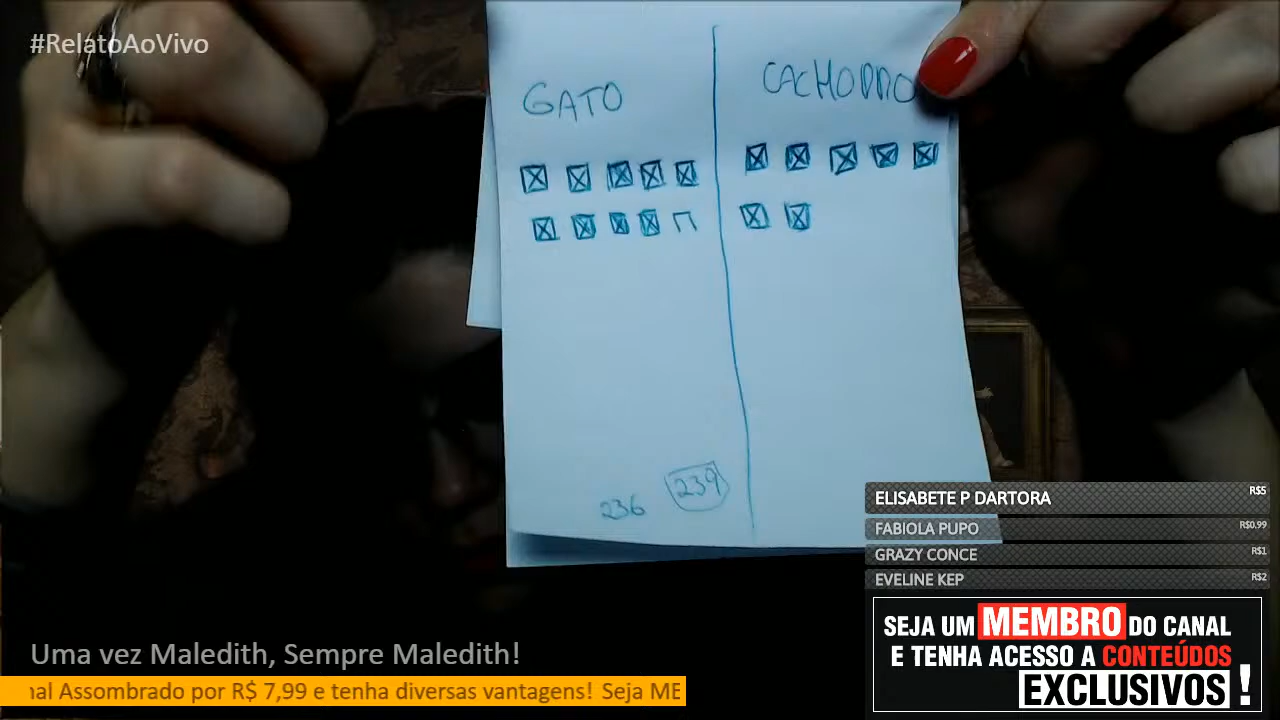 #RelatoAoVivo
GATO
CACHORRO
236
239
ELISABETE P DARTORA R$5
FABIOLA PUPO R$0.99
GRAZY CONCE R$1
EVELINE KEP R$2
SEJA UM MEMBRO DO CANAL
E TENHA ACESSO A CONTEÚDOS
EXCLUSIVOS!
Uma vez Maledith, Sempre Maledith!
nal Assombrado por R$ 7,99 e tenha diversas vantagens! Seja ME